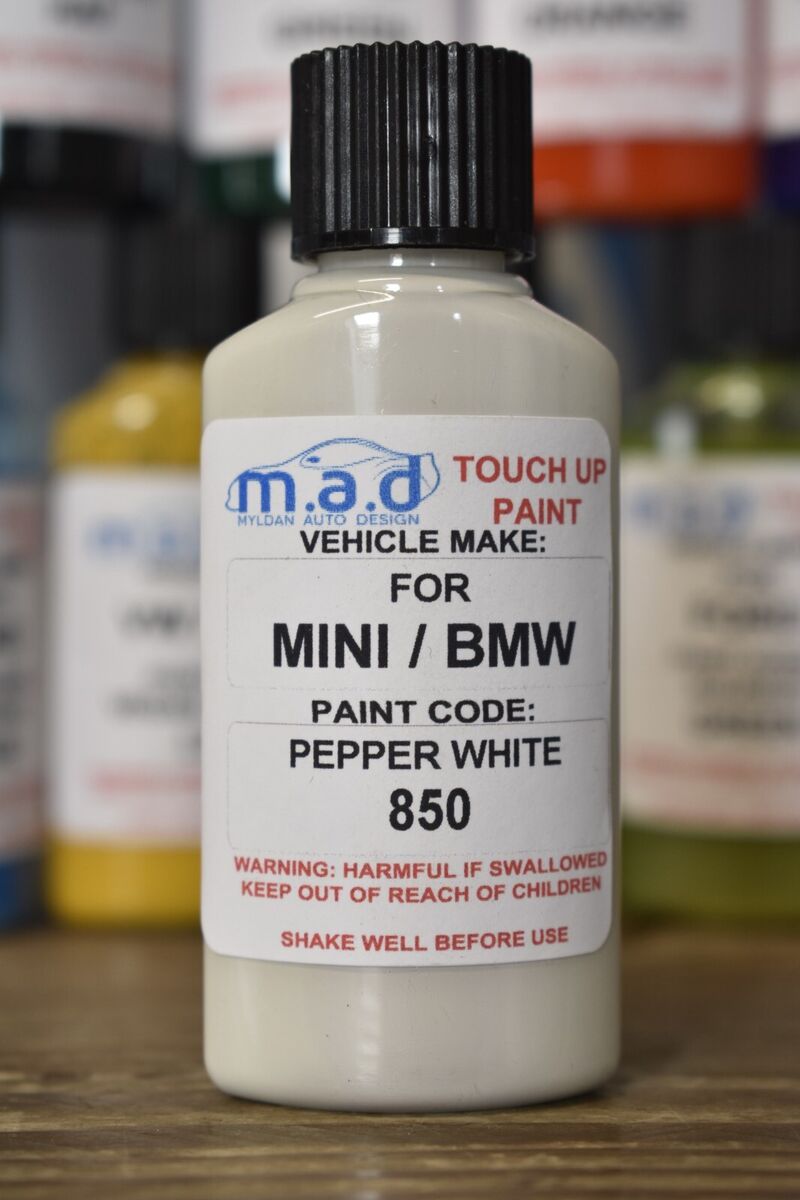 m.a.d
MYLDAN AUTO DESIGN
TOUCH UP
PAINT
VEHICLE MAKE:
FOR
MINI / BMW
PAINT CODE:
PEPPER WHITE
850
WARNING: HARMFUL IF SWALLOWED
KEEP OUT OF REACH OF CHILDREN
SHAKE WELL BEFORE USE